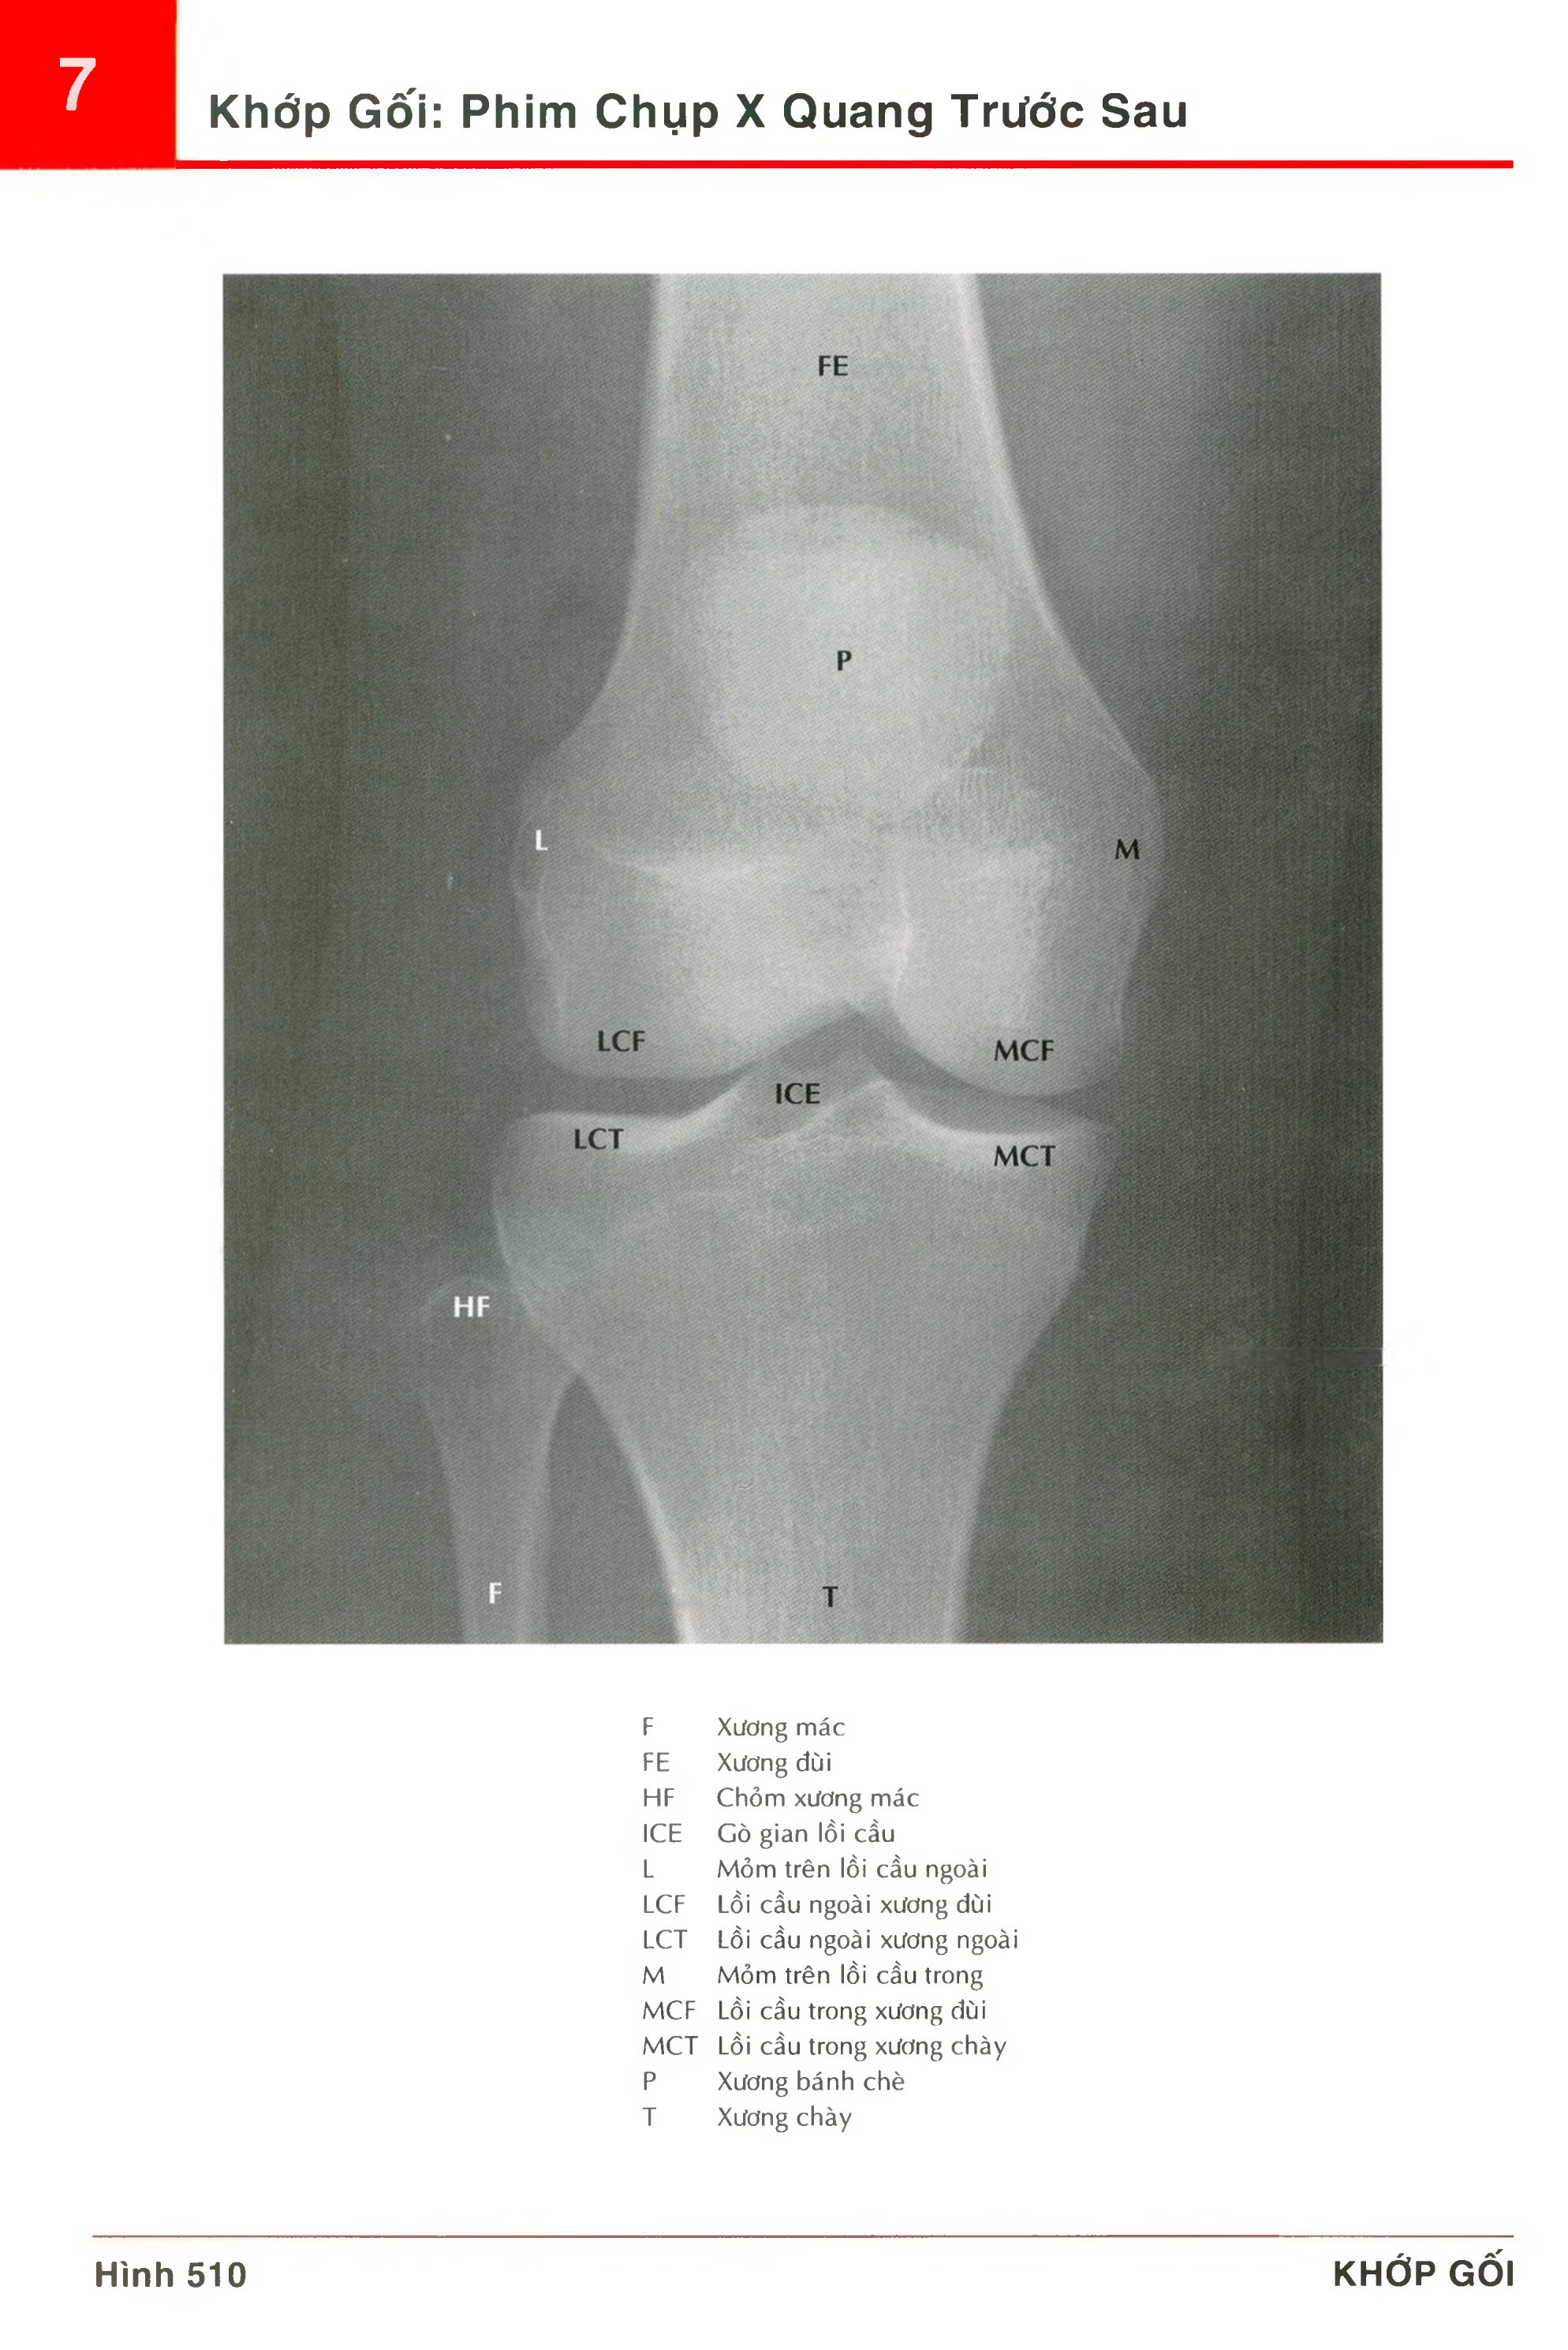 7
Khớp Gối: Phim Chụp X Quang Trước Sau
FE
P
L
M
LCF
MCF
ICE
LCT
MCT
HF
F
T
F Xương mác
FE Xương đùi
HF Chỏm xương mác
ICE Gò gian lồi cầu
L Mỏm trên lồi cầu ngoài
LCF Lồi cầu ngoài xương đùi
LCT Lồi cầu ngoài xương ngoài
M Mỏm trên lồi cầu trong
MCF Lồi cầu trong xương đùi
MCT Lồi cầu trong xương chày
P Xương bánh chè
T Xương chày
Hình 510
KHỚP GỐI